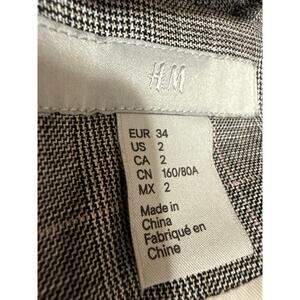 H&M
EUR 34
US 2
CA 2
CN 160/80A
MX 2
Made in
China
Fabriqué en
Chine